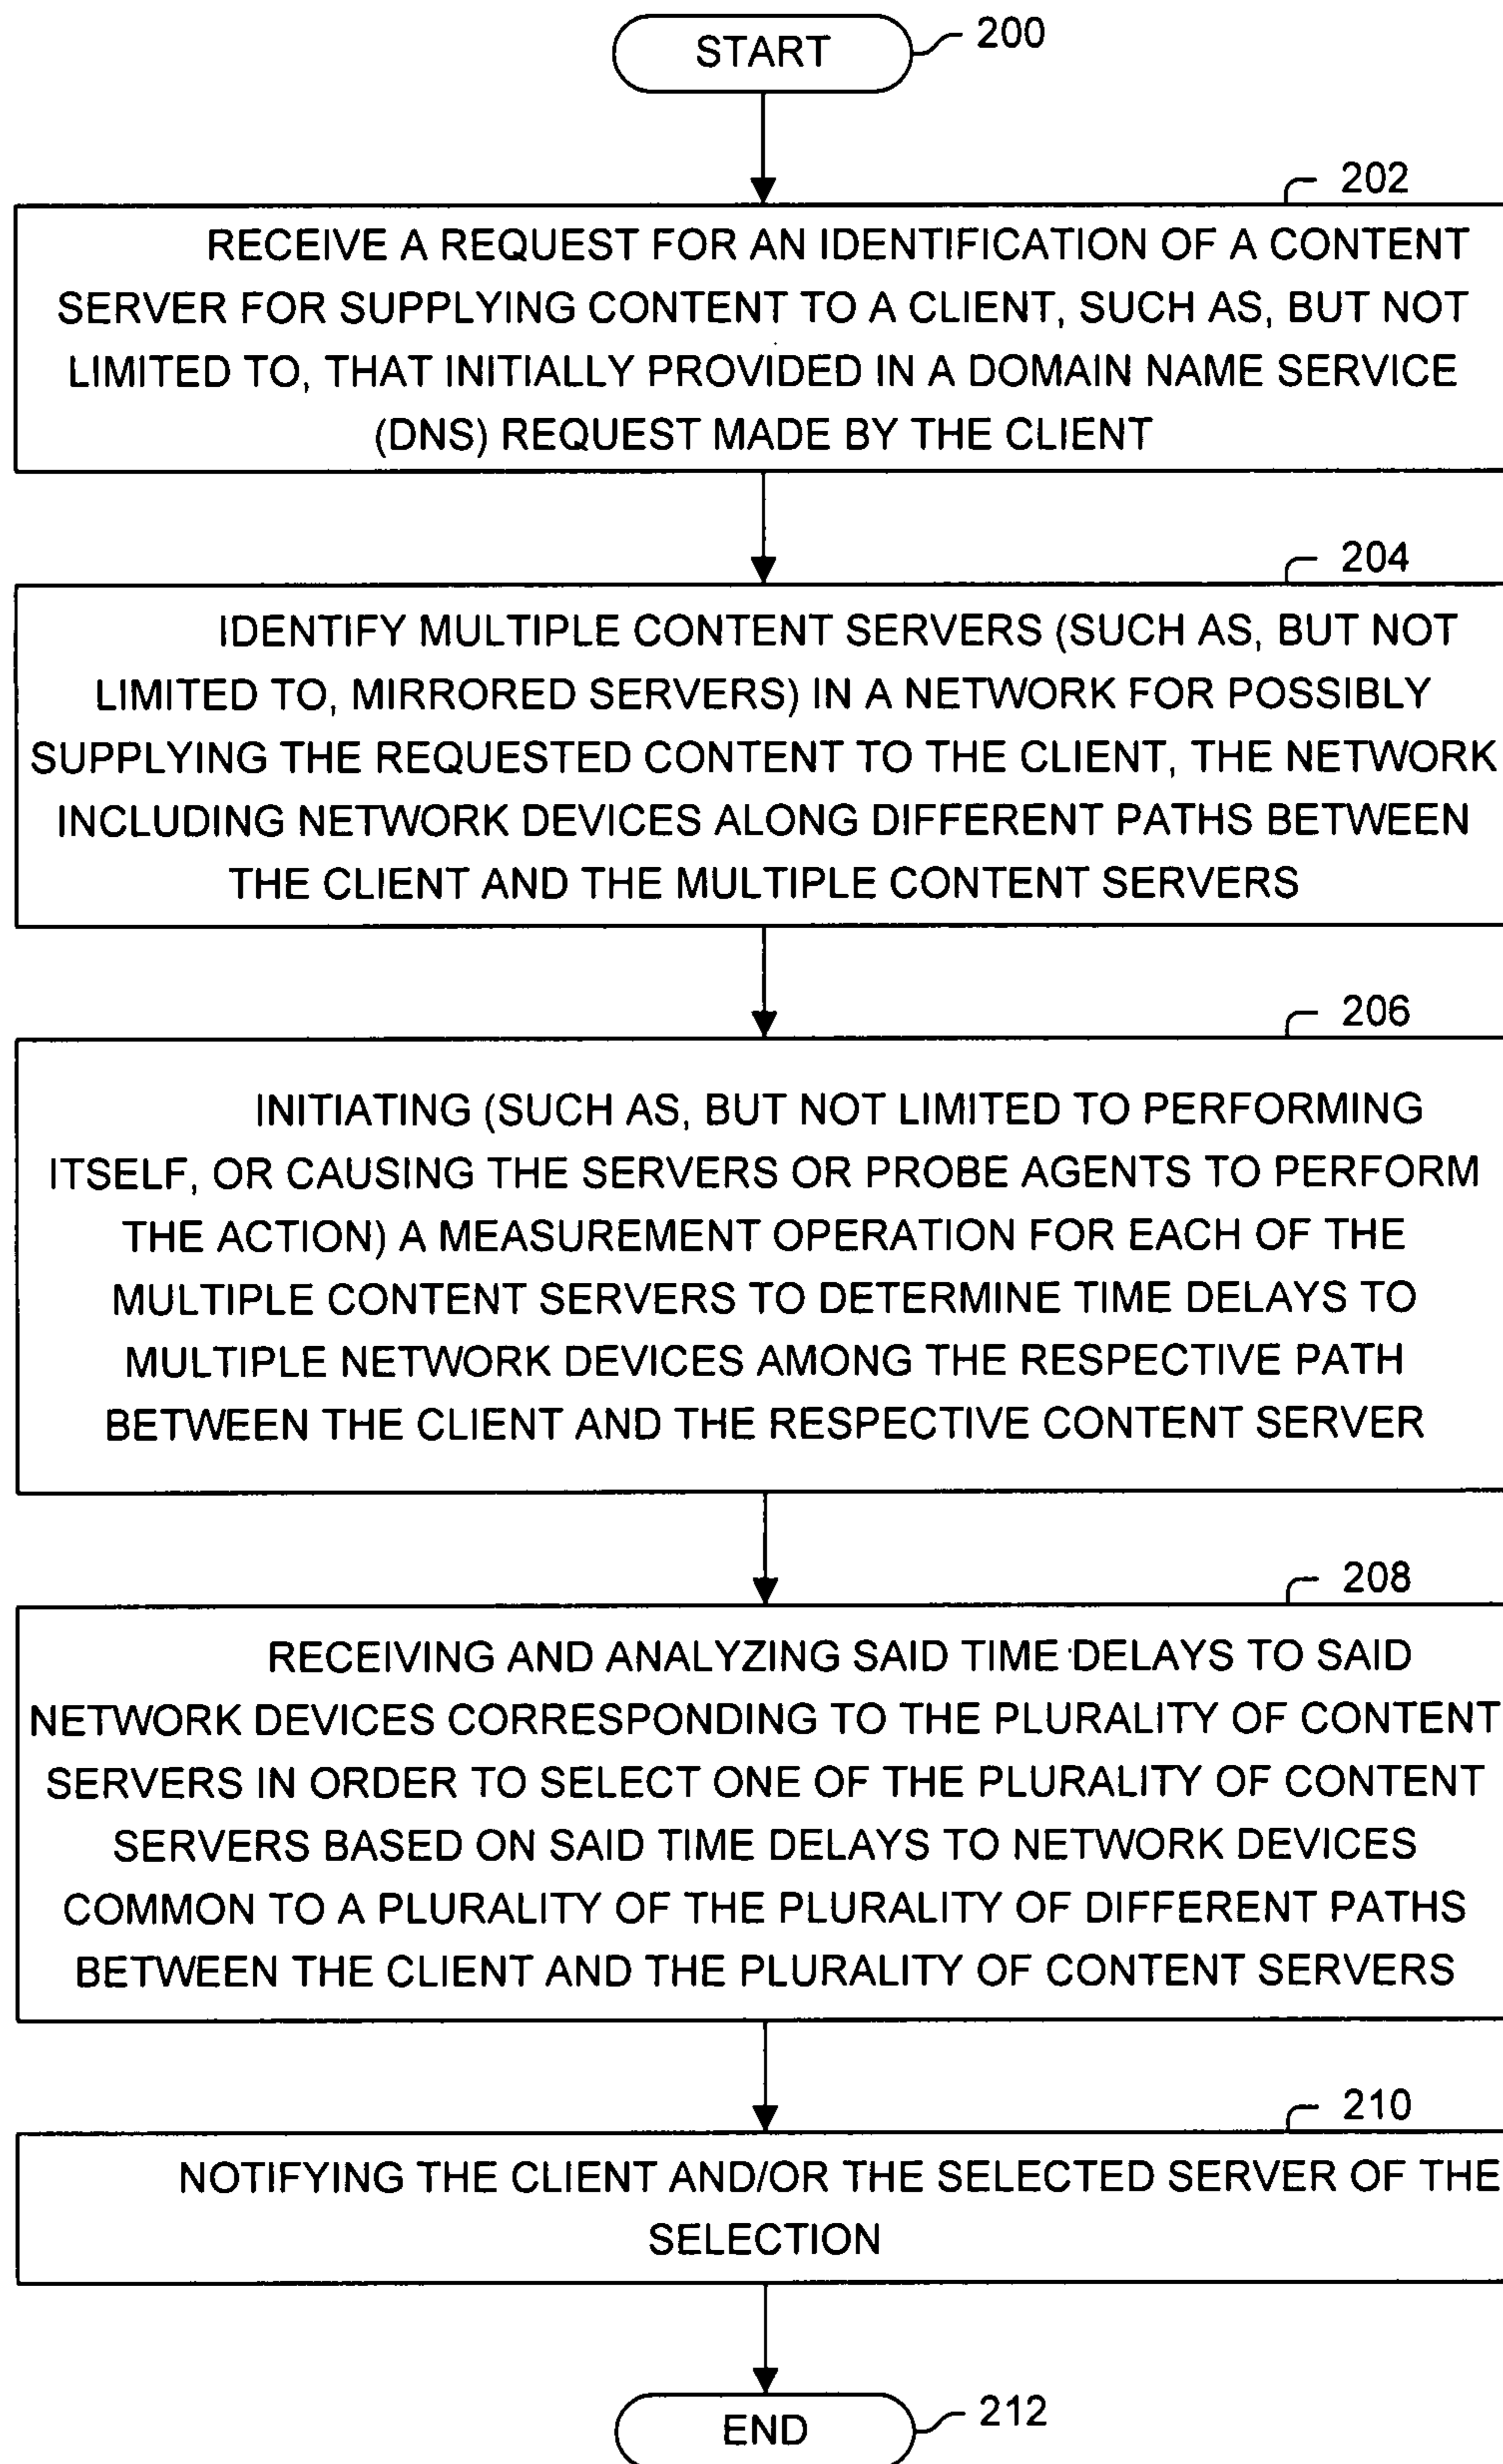 START
200
202
RECEIVE A REQUEST FOR AN IDENTIFICATION OF A CONTENT
SERVER FOR SUPPLYING CONTENT TO A CLIENT, SUCH AS, BUT NOT
LIMITED TO, THAT INITIALLY PROVIDED IN A DOMAIN NAME SERVICE
(DNS) REQUEST MADE BY THE CLIENT
204
IDENTIFY MULTIPLE CONTENT SERVERS (SUCH AS, BUT NOT
LIMITED TO, MIRRORED SERVERS) IN A NETWORK FOR POSSIBLY
SUPPLYING THE REQUESTED CONTENT TO THE CLIENT, THE NETWORK
INCLUDING NETWORK DEVICES ALONG DIFFERENT PATHS BETWEEN
THE CLIENT AND THE MULTIPLE CONTENT SERVERS
206
INITIATING (SUCH AS, BUT NOT LIMITED TO PERFORMING
ITSELF, OR CAUSING THE SERVERS OR PROBE AGENTS TO PERFORM
THE ACTION) A MEASUREMENT OPERATION FOR EACH OF THE
MULTIPLE CONTENT SERVERS TO DETERMINE TIME DELAYS TO
MULTIPLE NETWORK DEVICES AMONG THE RESPECTIVE PATH
BETWEEN THE CLIENT AND THE RESPECTIVE CONTENT SERVER
208
RECEIVING AND ANALYZING SAID TIME DELAYS TO SAID
NETWORK DEVICES CORRESPONDING TO THE PLURALITY OF CONTENT
SERVERS IN ORDER TO SELECT ONE OF THE PLURALITY OF CONTENT
SERVERS BASED ON SAID TIME DELAYS TO NETWORK DEVICES
COMMON TO A PLURALITY OF THE PLURALITY OF DIFFERENT PATHS
BETWEEN THE CLIENT AND THE PLURALITY OF CONTENT SERVERS
210
NOTIFYING THE CLIENT AND/OR THE SELECTED SERVER OF THE
SELECTION
END
212